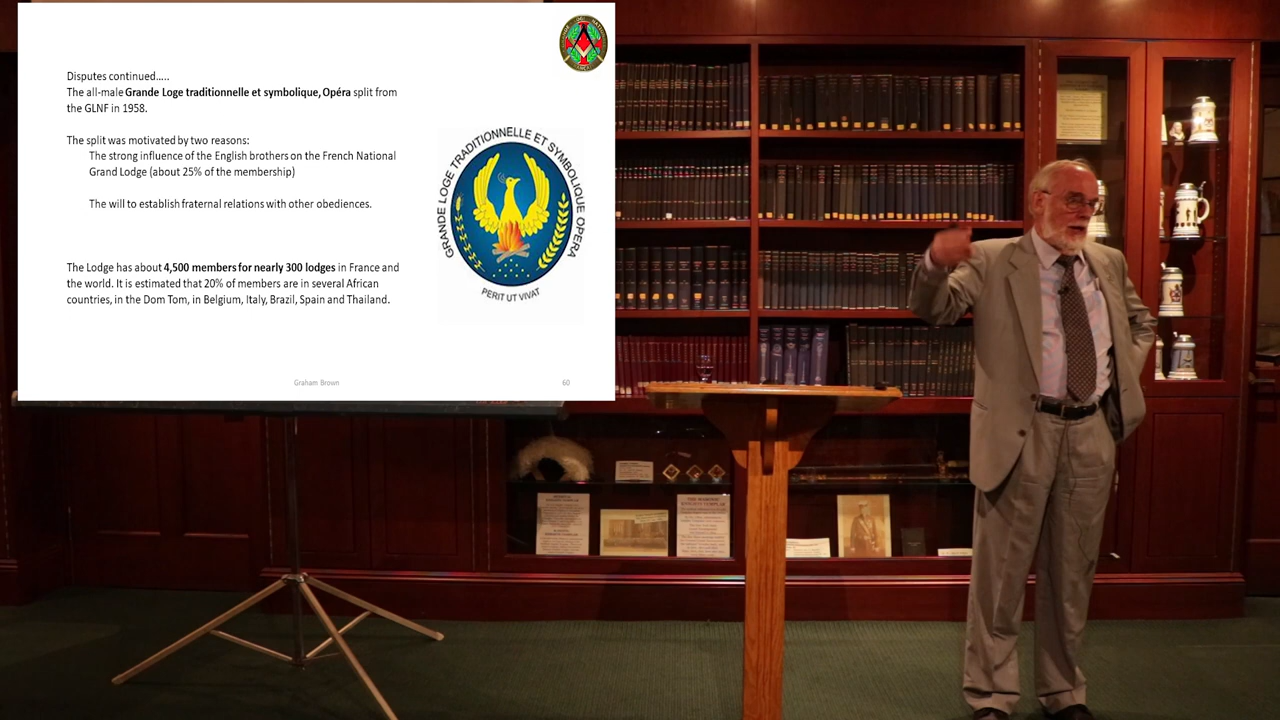 Disputes continued.....
The all-male Grande Loge traditionnelle et symbolique, Opéra split from
the GLNF in 1958.
The split was motivated by two reasons:
The strong influence of the English brothers on the French National
Grand Lodge (about 25% of the membership)
The will to establish fraternal relations with other obediences.
The Lodge has about 4,500 members for nearly 300 lodges in France and
the world. It is estimated that 20% of members are in several African
countries, in the Dom Tom, in Belgium, Italy, Brazil, Spain and Thailand.
GRANDE LOGE TRADITIONNELLE ET SYMBOLIQUE OPERA
PERIT UT VIVAT
Graham Brown
60